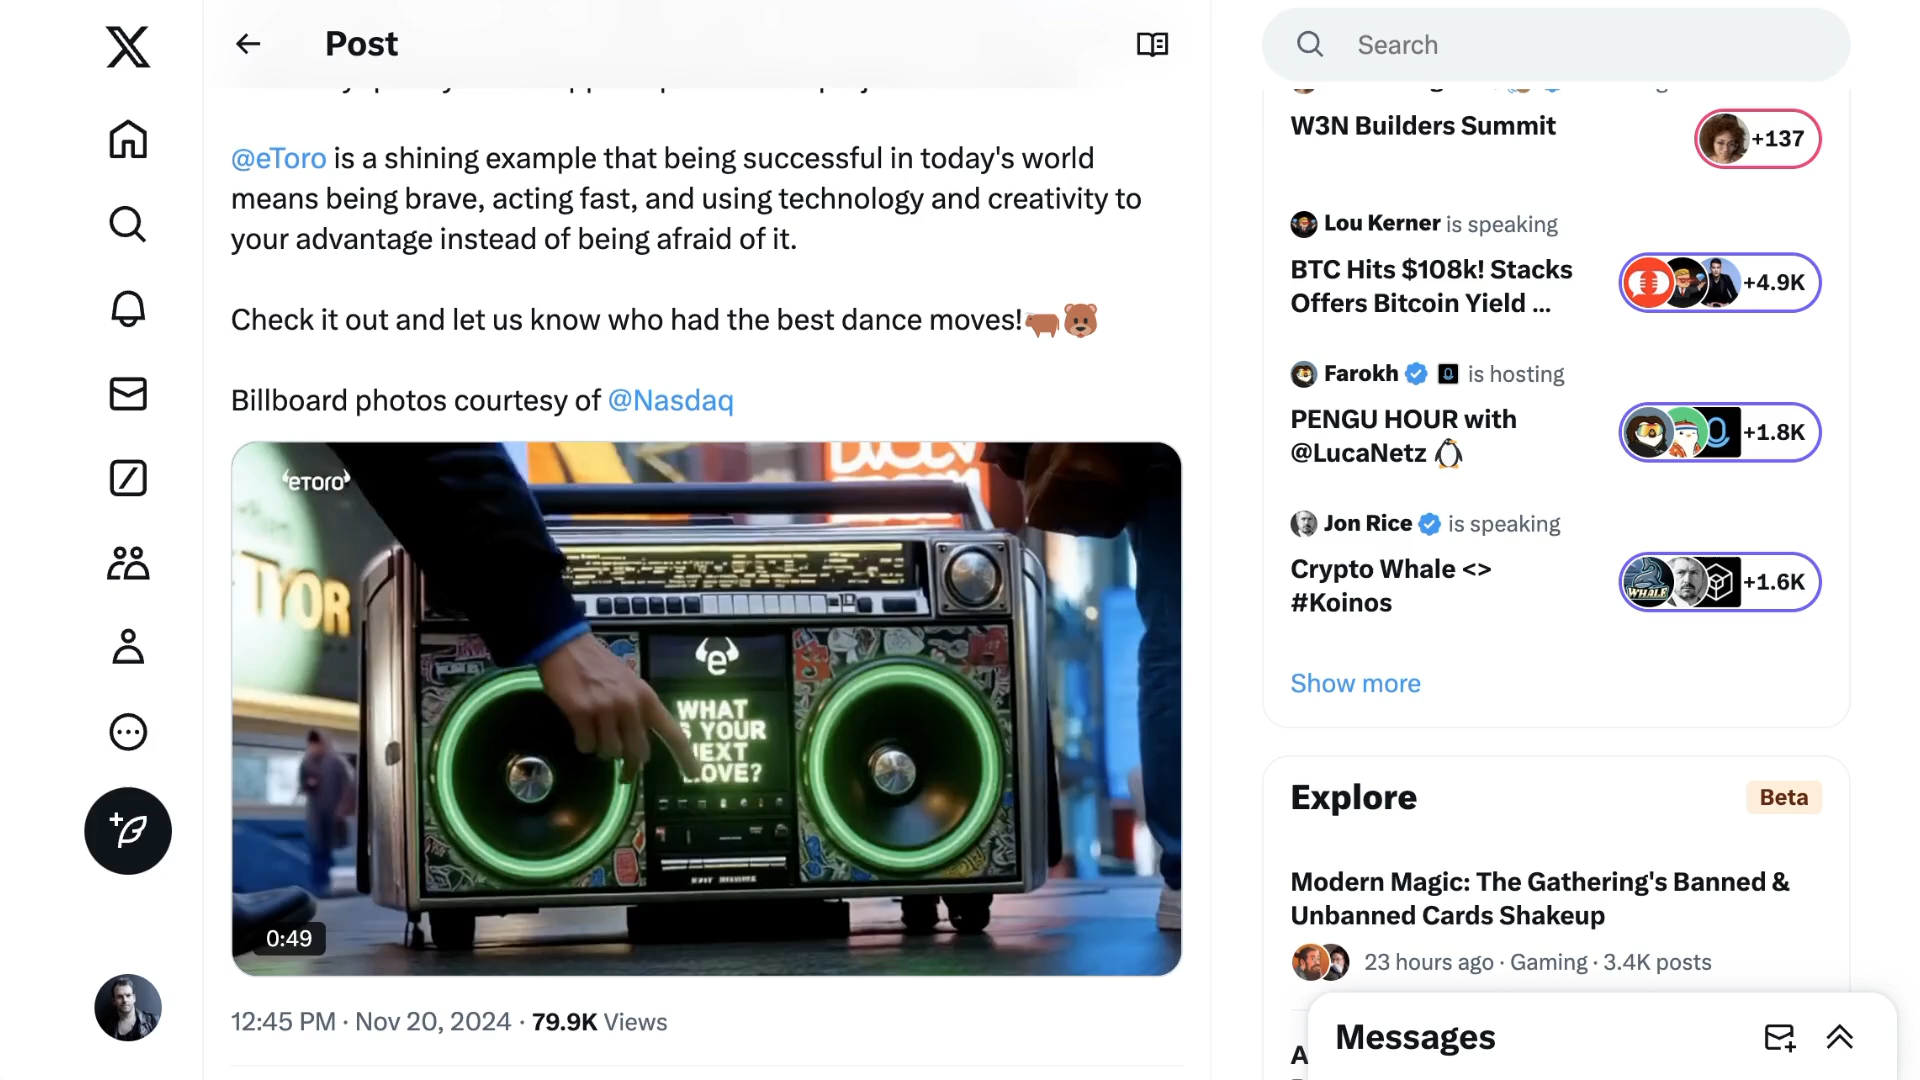 Post
Search
@eToro is a shining example that being successful in today's world
means being brave, acting fast, and using technology and creativity to
your advantage instead of being afraid of it.
Check it out and let us know who had the best dance moves!
Billboard photos courtesy of @Nasdaq
eToro
TYOR
WHAT
IS YOUR
NEXT
LOVE?
0:49
12:45 PM · Nov 20, 2024 · 79.9K Views
W3N Builders Summit
+137
Lou Kerner is speaking
BTC Hits $108k! Stacks
Offers Bitcoin Yield ...
+4.9K
Farokh is hosting
PENGU HOUR with
@LucaNetz
+1.8K
Jon Rice is speaking
Crypto Whale <>
#Koinos
WHALE
+1.6K
Show more
Explore
Beta
Modern Magic: The Gathering's Banned &
Unbanned Cards Shakeup
23 hours ago · Gaming · 3.4K posts
Messages